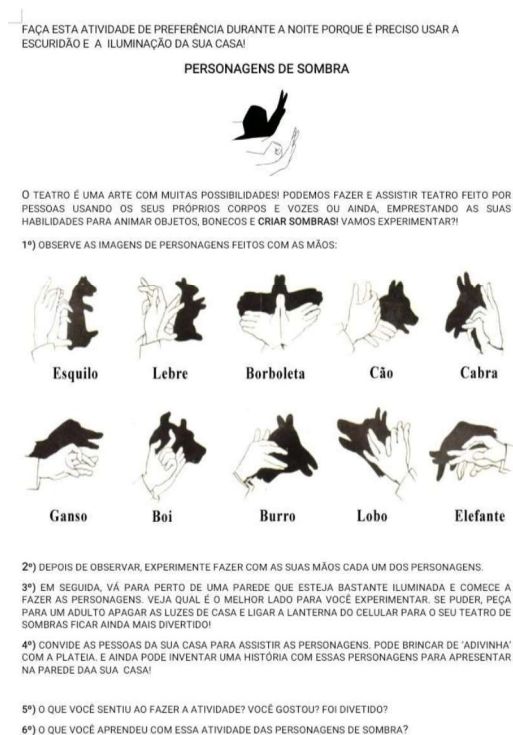 FAÇA ESTA ATIVIDADE DE PREFERÊNCIA DURANTE A NOITE PORQUE É PRECISO USAR A
ESCURIDÃO E A ILUMINAÇÃO DA SUA CASA!
PERSONAGENS DE SOMBRA
O TEATRO É UMA ARTE COM MUITAS POSSIBILIDADES! PODEMOS FAZER E ASSISTIR TEATRO FEITO POR
PESSOAS USANDO OS SEUS PRÓPRIOS CORPOS E VOZES OU AINDA, EMPRESTANDO AS SUAS
HABILIDADES PARA ANIMAR OBJETOS, BONECOS E CRIAR SOMBRAS! VAMOS EXPERIMENTAR?!
1º) OBSERVE AS IMAGENS DE PERSONAGENS FEITOS COM AS MÃOS:
Esquilo Lebre Borboleta Cão Cabra
Ganso Boi Burro Lobo Elefante
2º) DEPOIS DE OBSERVAR, EXPERIMENTE FAZER COM AS SUAS MÃOS CADA UM DOS PERSONAGENS.
3º) EM SEGUIDA, VÁ PARA PERTO DE UMA PAREDE QUE ESTEJA BASTANTE ILUMINADA E COMECE A
FAZER AS PERSONAGENS. VEJA QUAL É O MELHOR LADO PARA VOCÊ EXPERIMENTAR. SE PUDER, PEÇA
PARA UM ADULTO APAGAR AS LUZES DE CASA E LIGAR A LANTERNA DO CELULAR PARA O SEU TEATRO DE
SOMBRAS FICAR AINDA MAIS DIVERTIDO!
4º) CONVIDE AS PESSOAS DA SUA CASA PARA ASSISTIR AS PERSONAGENS. PODE BRINCAR DE 'ADIVINHA'
COM A PLATEIA. E AINDA PODE INVENTAR UMA HISTÓRIA COM ESSAS PERSONAGENS PARA APRESENTAR
NA PAREDE DAA SUA CASA!
5º) O QUE VOCÊ SENTIU AO FAZER A ATIVIDADE? VOCÊ GOSTOU? FOI DIVETIDO?
6º) O QUE VOCÊ APRENDEU COM ESSA ATIVIDADE DAS PERSONAGENS DE SOMBRA?